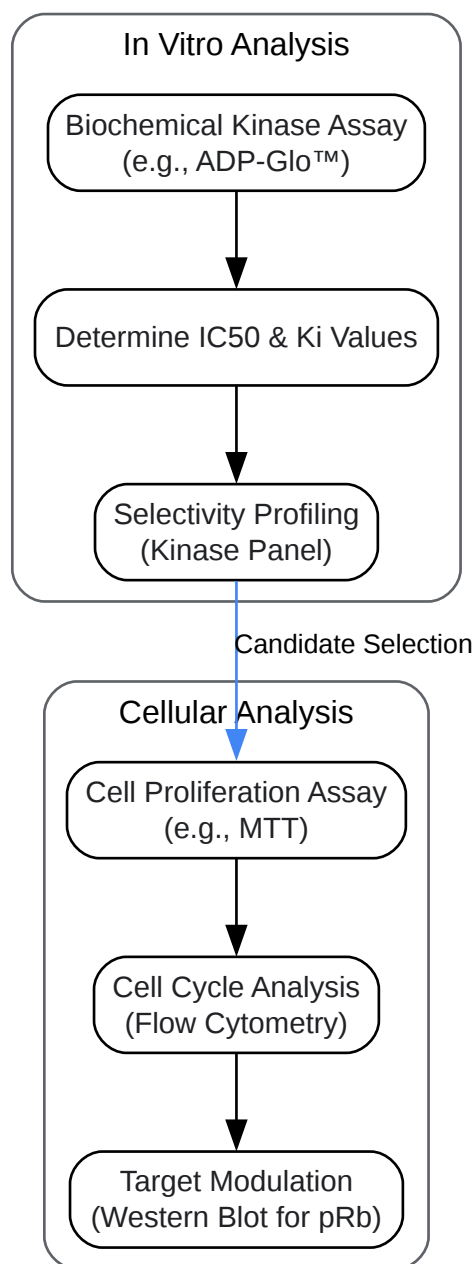 In Vitro Analysis
Biochemical Kinase Assay
(e.g., ADP-Glo™)
Determine IC50 & Ki Values
Selectivity Profiling
(Kinase Panel)
Candidate Selection
Cellular Analysis
Cell Proliferation Assay
(e.g., MTT)
Cell Cycle Analysis
(Flow Cytometry)
Target Modulation
(Western Blot for pRb)